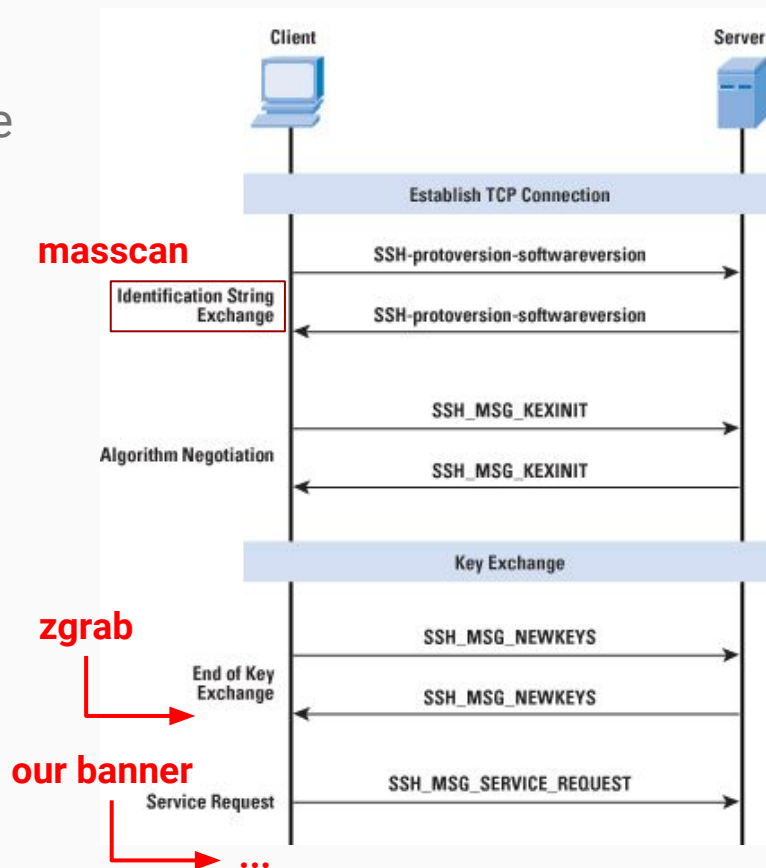 Client
Server
e
Establish TCP Connection
masscan
SSH-protoversion-softwareversion
Identification String
Exchange
SSH-protoversion-softwareversion
SSH_MSG_KEXINIT
Algorithm Negotiation
SSH_MSG_KEXINIT
Key Exchange
zgrab
SSH_MSG_NEWKEYS
End of Key
Exchange
SSH_MSG_NEWKEYS
our banner
SSH_MSG_SERVICE_REQUEST
Service Request
...